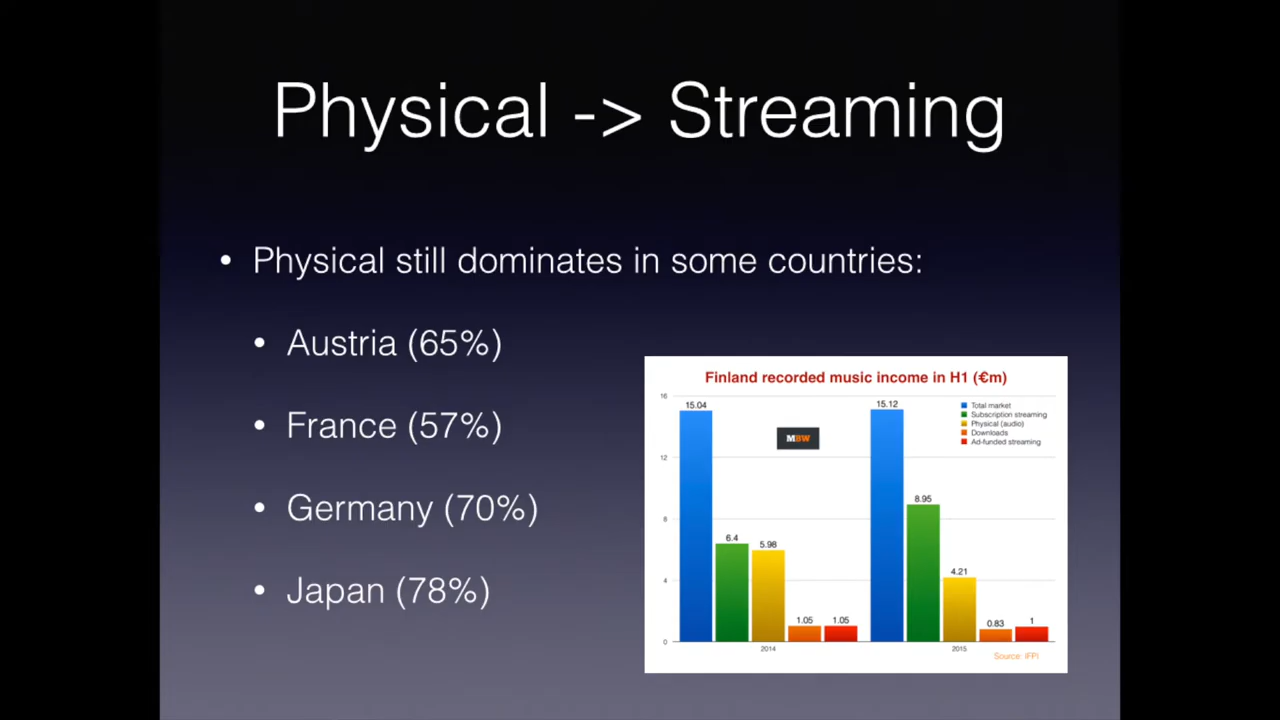 Physical -> Streaming
• Physical still dominates in some countries:
• Austria (65%)
• France (57%)
• Germany (70%)
• Japan (78%)
Finland recorded music income in H1 (€m)
16
12
8
4
0
15.04
6.4
5.98
1.05
1.05
2014
MBW
15.12
8.95
4.21
0.83
1
2015
Total market
Subscription streaming
Physical (audio)
Downloads
Ad-funded streaming
Source: IFPI